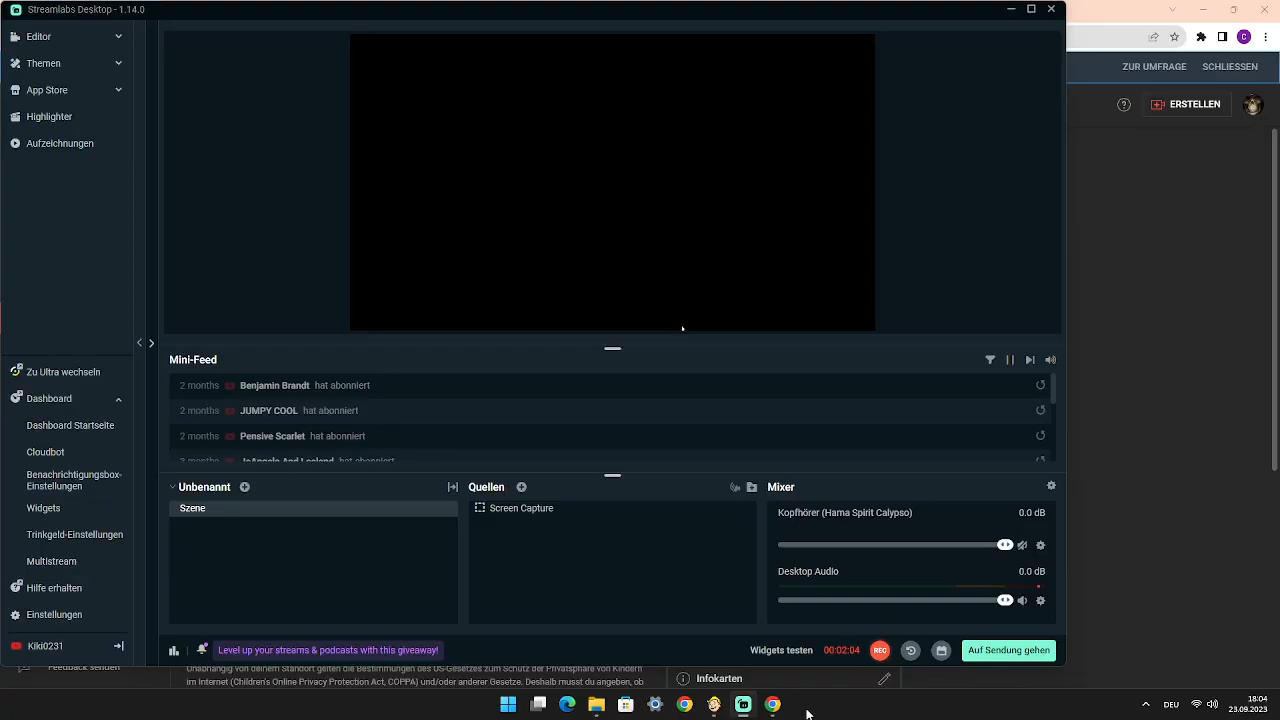 Streamlabs Desktop - 1.14.0
Editor
Themen
App Store
Highlighter
Aufzeichnungen
ZUR UMFRAGE SCHLIESSEN
C
ERSTELLEN
Mini-Feed
2 months Benjamin Brandt hat abonniert
2 months JUMPY COOL hat abonniert
2 months Pensive Scarlet hat abonniert
hat abonniert
Zu Ultra wechseln
Dashboard
Dashboard Startseite
Cloudbot
Benachrichtigungsbox-
Einstellungen
Widgets
Trinkgeld-Einstellungen
Multistream
Hilfe erhalten
Einstellungen
Kiki0231
Unbenannt
Szene
Quellen
Screen Capture
Mixer
Kopfhörer (Hama Spirit Calypso) 0.0 dB
Desktop Audio 0.0 dB
Level up your streams & podcasts with this giveaway!
Widgets testen 00:02:04 REC Auf Sendung gehen
Feedback senden
Unabhängig von deinem Standort gelten die Bestimmungen des US-Gesetzes zum Schutz der Privatsphäre von Kindern
im Internet (Children's Online Privacy Protection Act, COPPA) und/oder anderer Gesetze. Deshalb musst du angeben, ob
Infokarten
DEU
18:04
23.09.2023